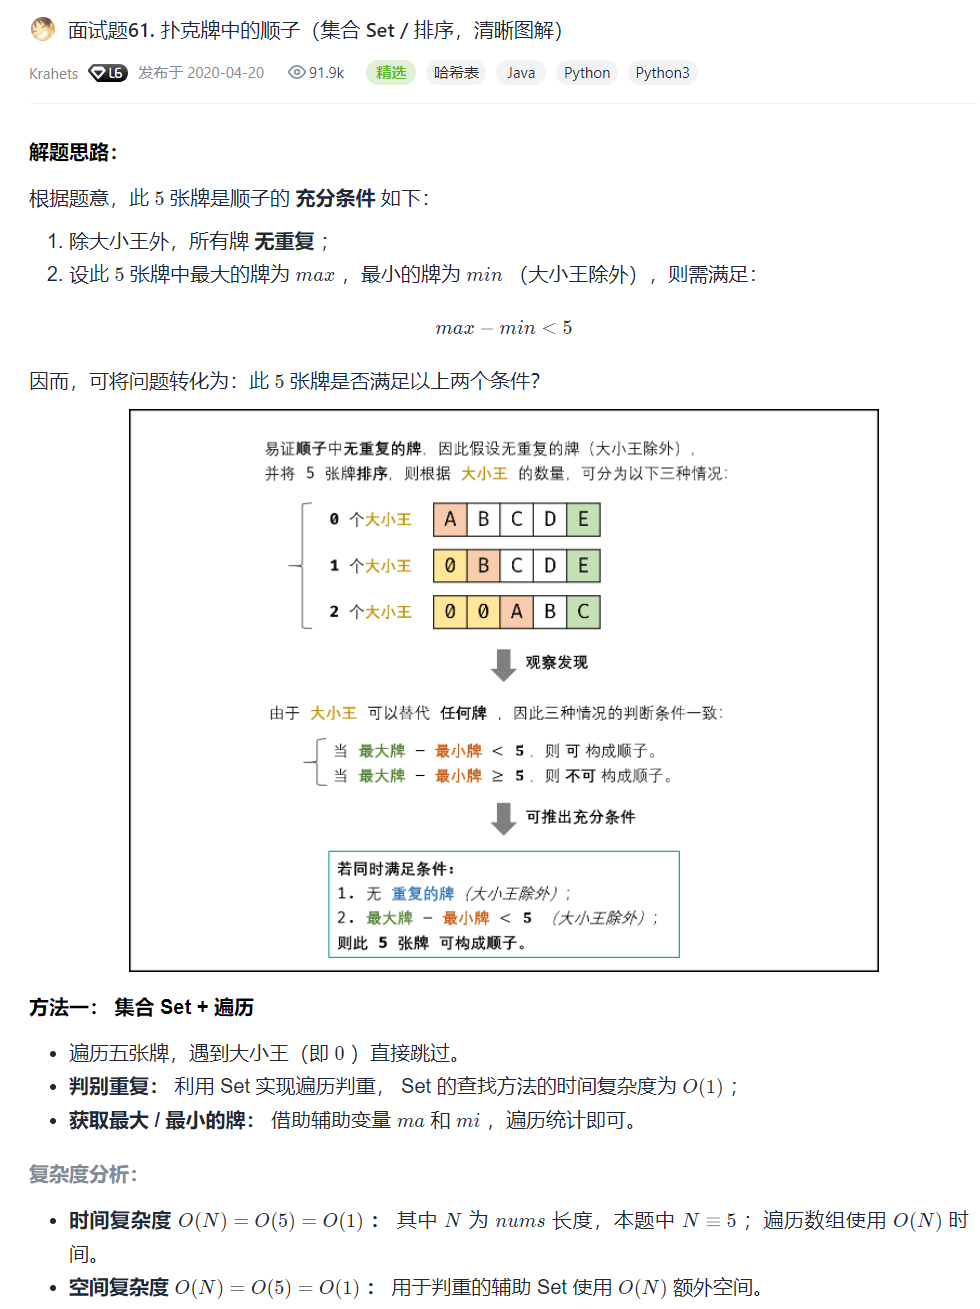 面试题61. 扑克牌中的顺子（集合 Set / 排序，清晰图解）
Krahets L6 发布于 2020-04-20 91.9k 精选 哈希表 Java Python Python3
解题思路：
根据题意，此 5 张牌是顺子的 充分条件 如下：
1. 除大小王外，所有牌 无重复 ；
2. 设此 5 张牌中最大的牌为 max ，最小的牌为 min （大小王除外），则需满足：
max − min < 5
因而，可将问题转化为：此 5 张牌是否满足以上两个条件？
易证顺子中无重复的牌，因此假设无重复的牌（大小王除外），
并将 5 张牌排序，则根据 大小王 的数量，可分为以下三种情况：
0 个大小王 A B C D E
1 个大小王 0 B C D E
2 个大小王 0 0 A B C
观察发现
由于 大小王 可以替代 任何牌 ，因此三种情况的判断条件一致：
当 最大牌 − 最小牌 < 5 ，则 可 构成顺子。
当 最大牌 − 最小牌 ≥ 5 ，则 不可 构成顺子。
可推出充分条件
若同时满足条件：
1. 无 重复的牌（大小王除外）；
2. 最大牌 − 最小牌 < 5 （大小王除外）；
则此 5 张牌 可构成顺子。
方法一： 集合 Set + 遍历
• 遍历五张牌，遇到大小王（即 0 ）直接跳过。
• 判别重复： 利用 Set 实现遍历判重， Set 的查找方法的时间复杂度为 O(1) ；
• 获取最大 / 最小的牌： 借助辅助变量 ma 和 mi ，遍历统计即可。
复杂度分析：
• 时间复杂度 O(N) = O(5) = O(1) ： 其中 N 为 nums 长度，本题中 N ≡ 5 ；遍历数组使用 O(N) 时
间。
• 空间复杂度 O(N) = O(5) = O(1) ： 用于判重的辅助 Set 使用 O(N) 额外空间。